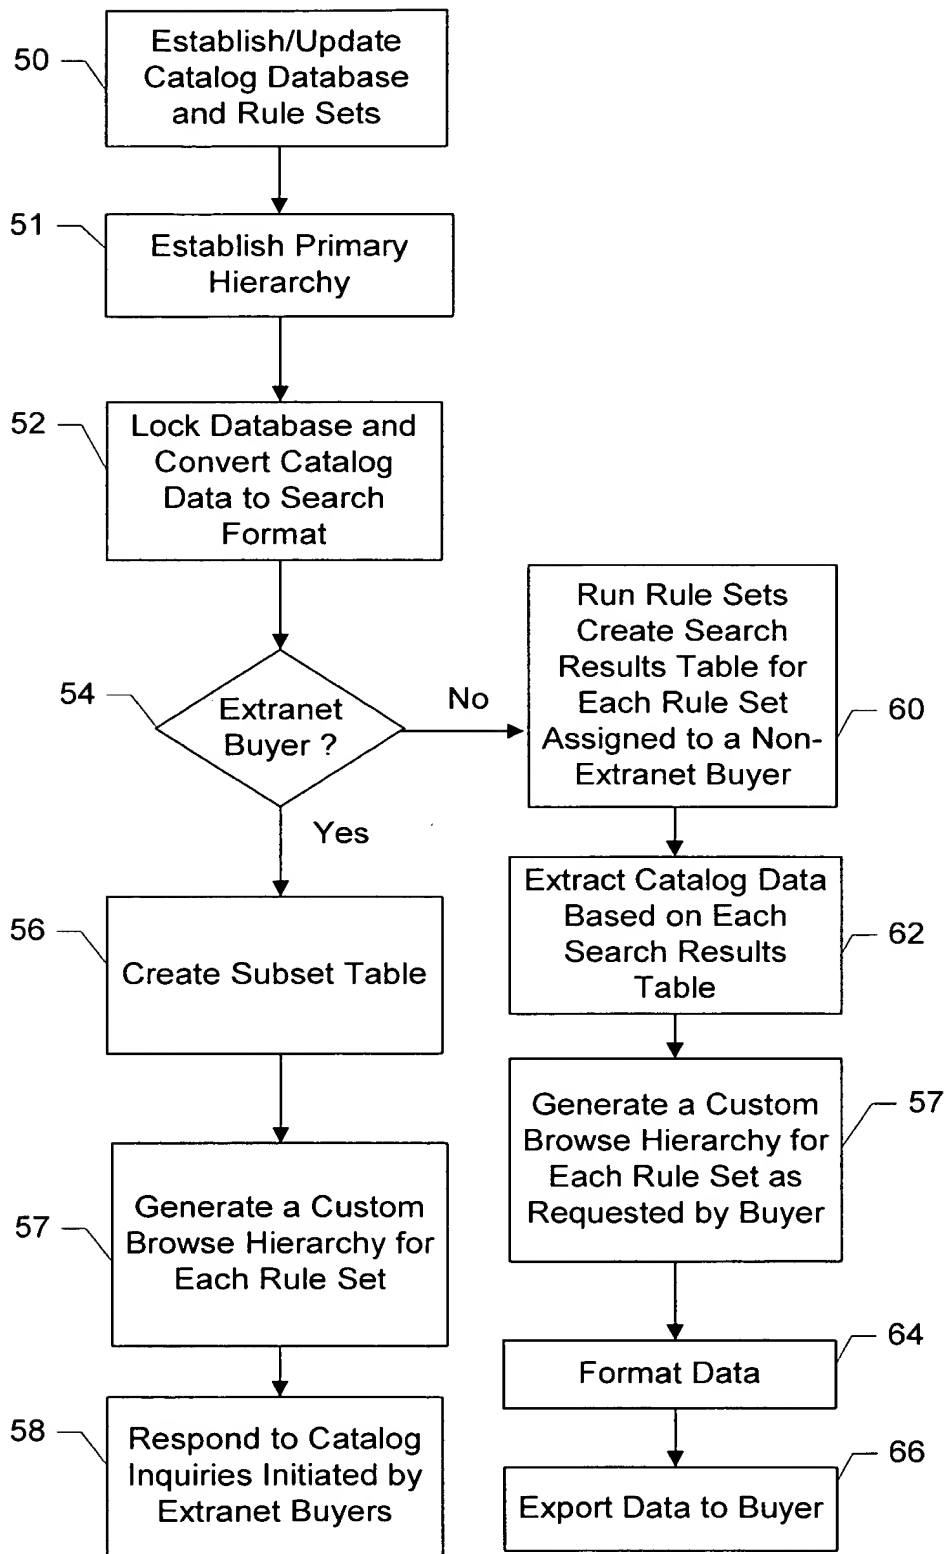 50
Establish/Update
Catalog Database
and Rule Sets
51
Establish Primary
Hierarchy
52
Lock Database and
Convert Catalog
Data to Search
Format
54
Extranet
Buyer ?
No
Yes
Run Rule Sets
Create Search
Results Table for
Each Rule Set
Assigned to a Non-
Extranet Buyer
60
Extract Catalog Data
Based on Each
Search Results
Table
62
56
Create Subset Table
Generate a Custom
Browse Hierarchy for
Each Rule Set as
Requested by Buyer
57
57
Generate a Custom
Browse Hierarchy for
Each Rule Set
Format Data
64
58
Respond to Catalog
Inquiries Initiated by
Extranet Buyers
Export Data to Buyer
66